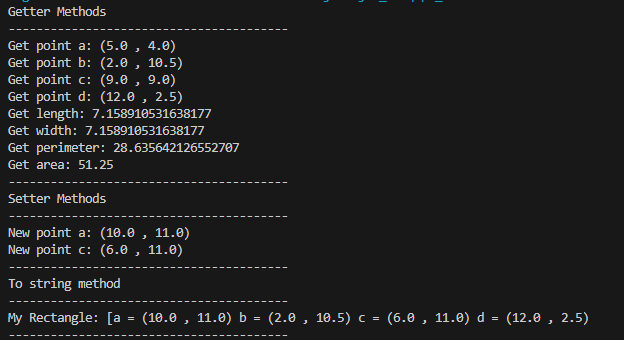 Getter Methods
----------------------------------------
Get point a: (5.0 , 4.0)
Get point b: (2.0 , 10.5)
Get point c: (9.0 , 9.0)
Get point d: (12.0 , 2.5)
Get length: 7.158910531638177
Get width: 7.158910531638177
Get perimeter: 28.635642126552707
Get area: 51.25
----------------------------------------
Setter Methods
----------------------------------------
New point a: (10.0 , 11.0)
New point c: (6.0 , 11.0)
----------------------------------------
To string method
----------------------------------------
My Rectangle: [a = (10.0 , 11.0) b = (2.0 , 10.5) c = (6.0 , 11.0) d = (12.0 , 2.5)
----------------------------------------